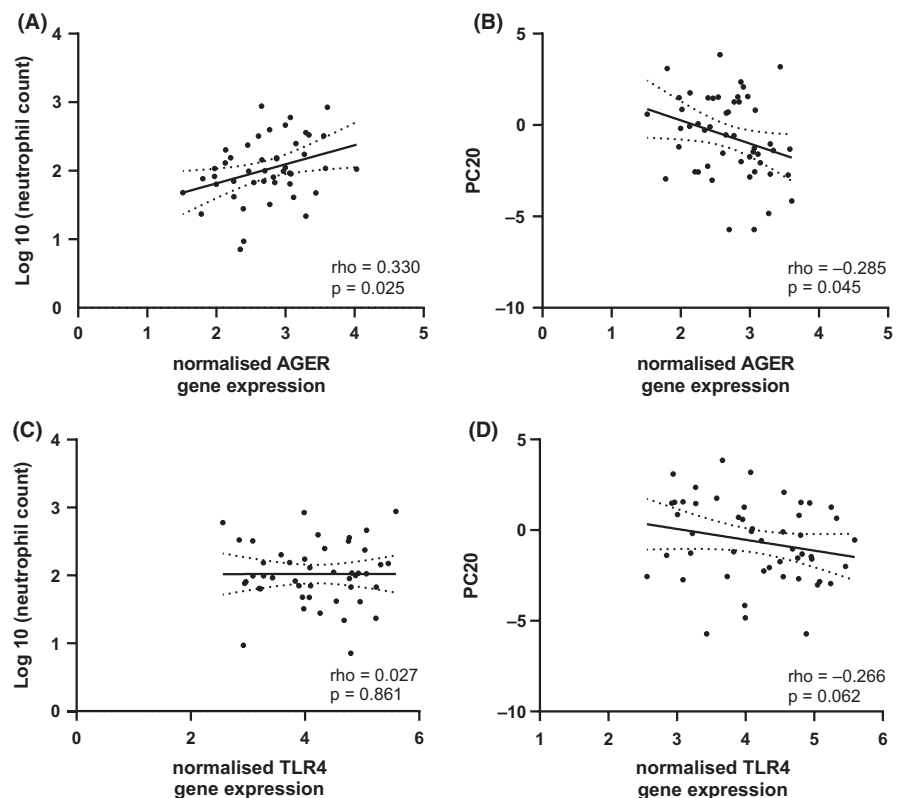 (A)
4
3
2
1
0
Log 10 (neutrophil count)
rho = 0.330
p = 0.025
0 1 2 3 4 5
normalised AGER
gene expression
(B)
5
0
–5
–10
PC20
rho = –0.285
p = 0.045
0 1 2 3 4 5
normalised AGER
gene expression
(C)
4
3
2
1
0
Log 10 (neutrophil count)
rho = 0.027
p = 0.861
0 2 4 6
normalised TLR4
gene expression
(D)
5
0
–5
–10
PC20
rho = –0.266
p = 0.062
1 2 3 4 5 6
normalised TLR4
gene expression